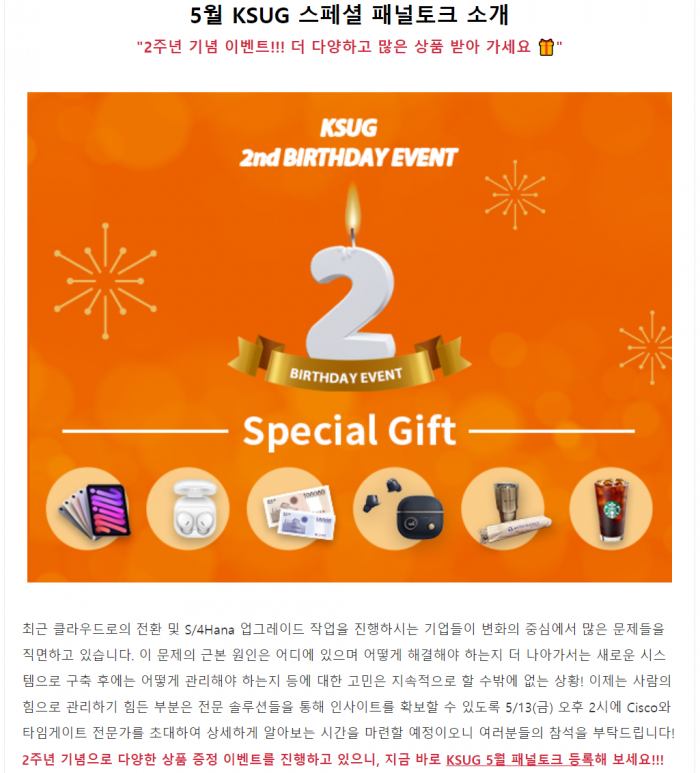 5월 KSUG 스페셜 패널토크 소개
"2주년 기념 이벤트!!! 더 다양하고 많은 상품 받아 가세요 🎁"
KSUG
2nd BIRTHDAY EVENT
2
BIRTHDAY EVENT
Special Gift
최근 클라우드로의 전환 및 S/4Hana 업그레이드 작업을 진행하시는 기업들이 변화의 중심에서 많은 문제들을
직면하고 있습니다. 이 문제의 근본 원인은 어디에 있으며 어떻게 해결해야 하는지 더 나아가서는 새로운 시스
템으로 구축 후에는 어떻게 관리해야 하는지 등에 대한 고민은 지속적으로 할 수밖에 없는 상황! 이제는 사람의
힘으로 관리하기 힘든 부분은 전문 솔루션들을 통해 인사이트를 확보할 수 있도록 5/13(금) 오후 2시에 Cisco와
타임게이트 전문가를 초대하여 상세하게 알아보는 시간을 마련할 예정이오니 여러분들의 참석을 부탁드립니다!
2주년 기념으로 다양한 상품 증정 이벤트를 진행하고 있으니, 지금 바로 KSUG 5월 패널토크 등록해 보세요!!!